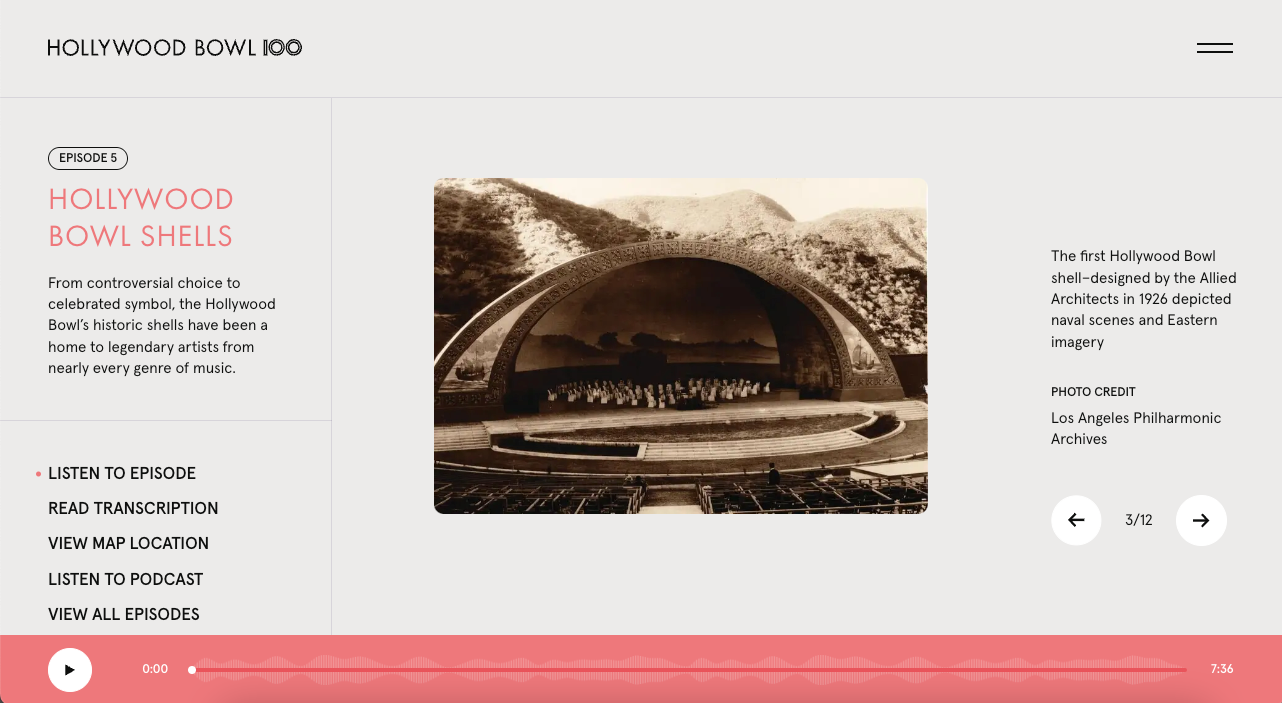 HOLLYWOOD BOWL 100
EPISODE 5
HOLLYWOOD
BOWL SHELLS
From controversial choice to
celebrated symbol, the Hollywood
Bowl’s historic shells have been a
home to legendary artists from
nearly every genre of music.
LISTEN TO EPISODE
READ TRANSCRIPTION
VIEW MAP LOCATION
LISTEN TO PODCAST
VIEW ALL EPISODES
The first Hollywood Bowl
shell–designed by the Allied
Architects in 1926 depicted
naval scenes and Eastern
imagery
PHOTO CREDIT
Los Angeles Philharmonic
Archives
3/12
0:00
7:36